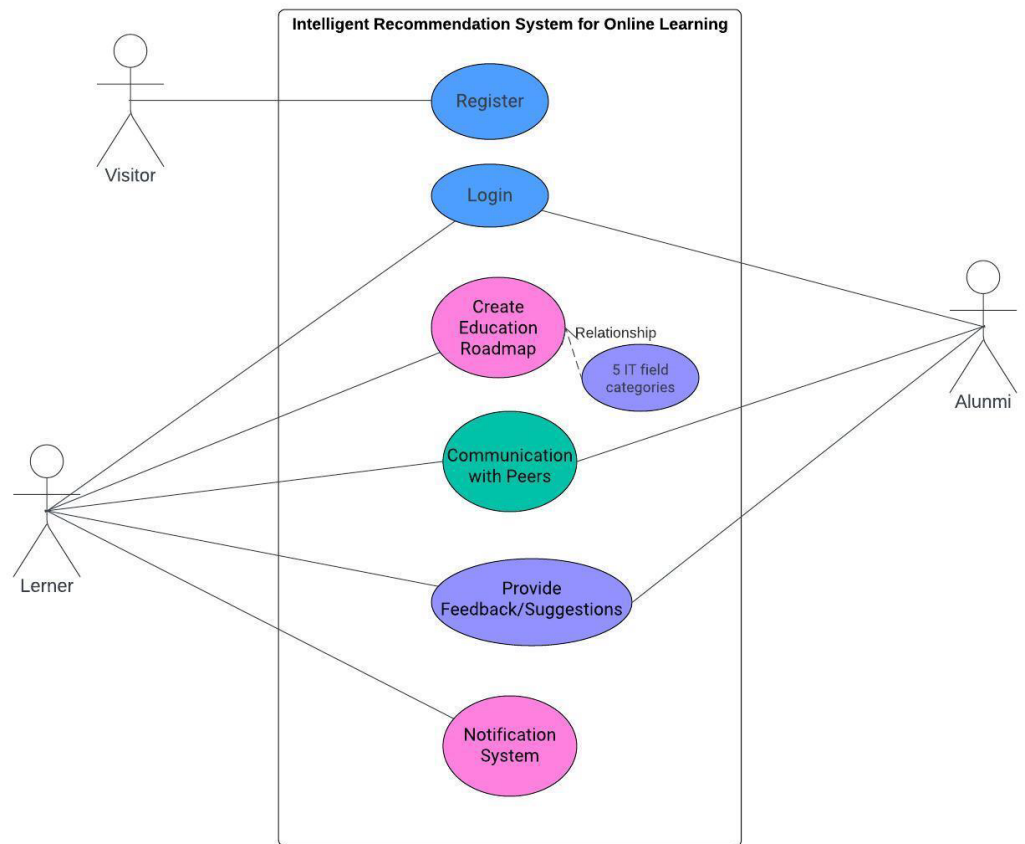 Intelligent Recommendation System for Online Learning
Register
Visitor
Login
Create
Education
Roadmap
Relationship
5 IT field
categories
Alunmi
Communication
with Peers
Lerner
Provide
Feedback/Suggestions
Notification
System